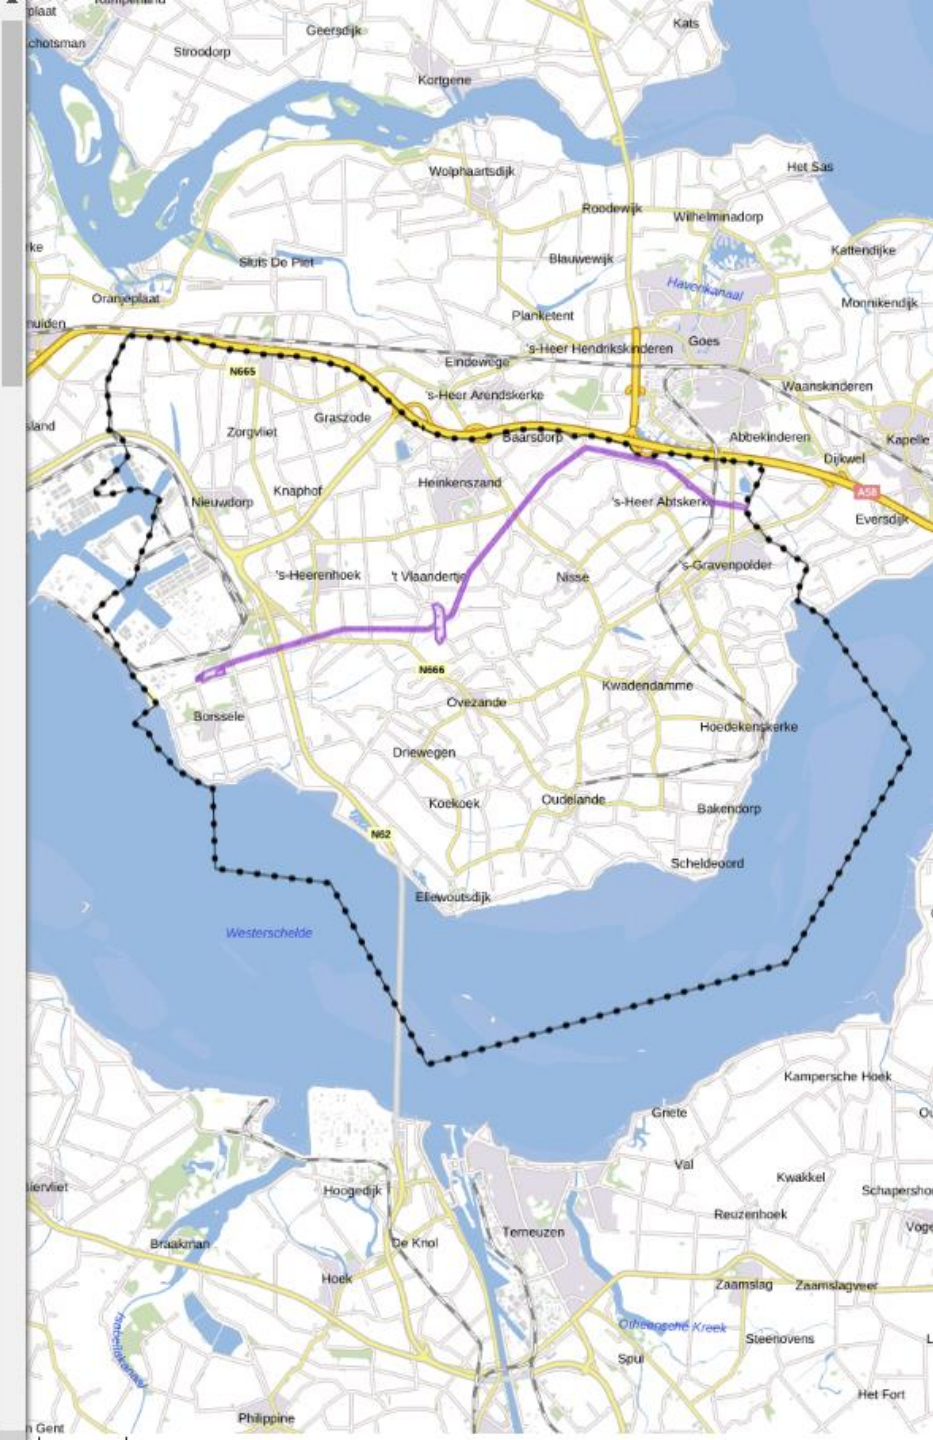 Kats
Geersdijk
Stroodorp
Kortgene
Het Sas
Wolphaartsdijk
Roodewijk
Wilhelminadorp
Kattendijke
Blauwewijk
Sluis De Piet
Havenkanaal
Oranjeplaat
Monnikendijk
Planketent
Goes
's-Heer Hendrikskinderen
Eindewege
N665
Waanskinderen
's-Heer Arendskerke
Graszode
Zorgvliet
Baarsdorp
Abbekinderen
Kapelle
Dijkwel
Heinkenszand
Knaphof
A58
Nieuwdorp
's-Heer Abtskerke
Eversdijk
's-Gravenpolder
's-Heerenhoek
't Vlaandertje
Nisse
N666
Kwadendamme
Ovezande
Borssele
Hoedekenskerke
Driewegen
Koekoek
Oudelande
Bakendorp
N62
Scheldeoord
Ellewoutsdijk
Westerschelde
Kampersche Hoek
Griete
Val
Kwakkel
Hoogedijk
Reuzenhoek
Terneuzen
Braakman
De Knol
Hoek
Zaamslag
Zaamslagveer
Othensche Kreek
Isabellakanaal
Steenovens
Spui
Het Fort
Philippine